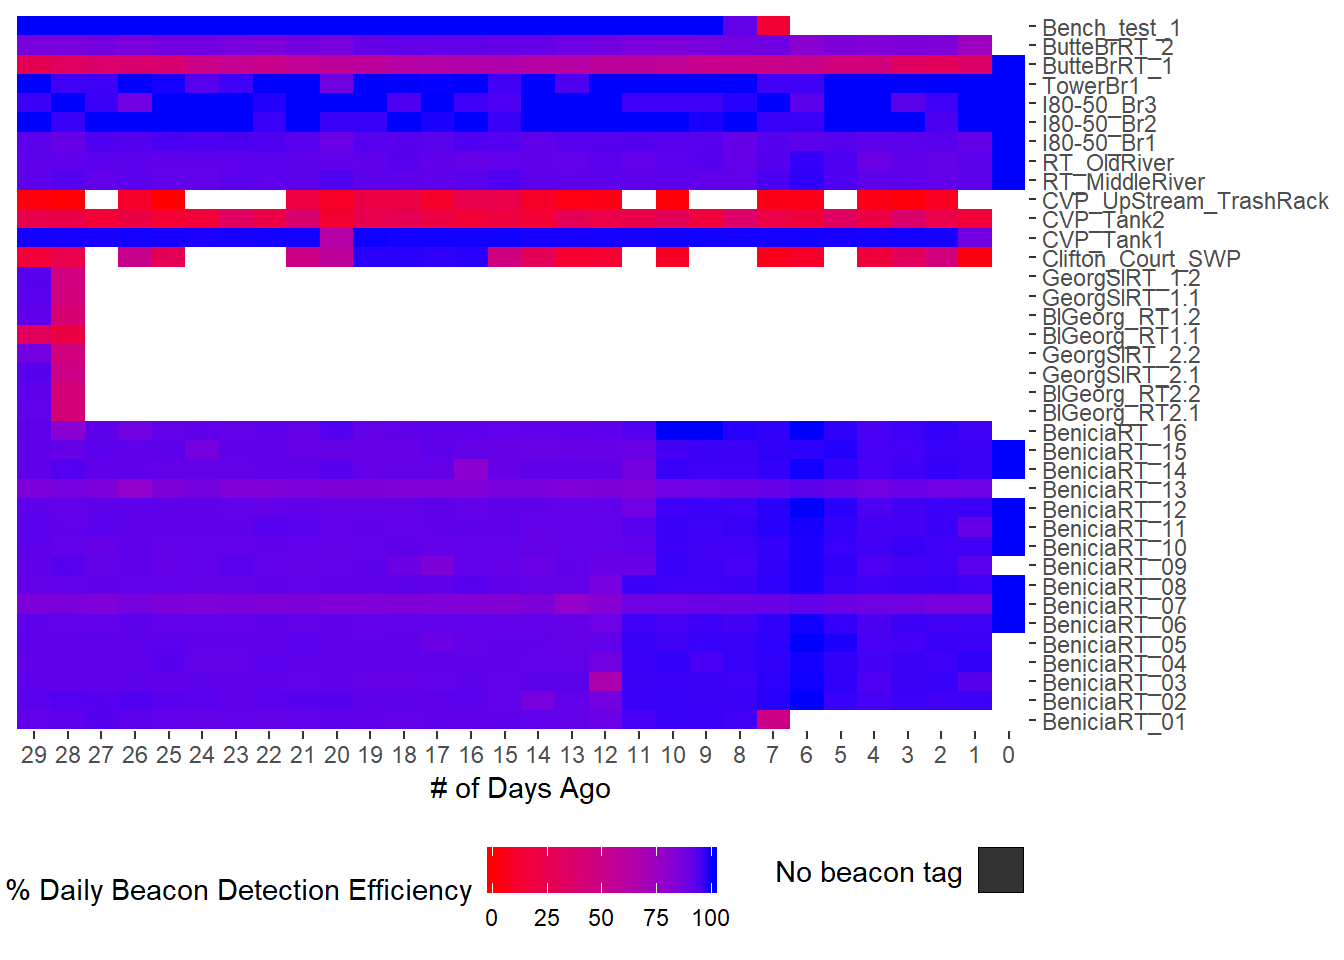 Bench_test_1
ButteBrRT_2
ButteBrRT_1
TowerBr1
I80-50_Br3
I80-50_Br2
I80-50_Br1
RT_OldRiver
RT_MiddleRiver
CVP_UpStream_TrashRack
CVP_Tank2
CVP_Tank1
Clifton_Court_SWP
GeorgSlRT_1.2
GeorgSlRT_1.1
BlGeorg_RT1.2
BlGeorg_RT1.1
GeorgSlRT_2.2
GeorgSlRT_2.1
BlGeorg_RT2.2
BlGeorg_RT2.1
BeniciaRT_16
BeniciaRT_15
BeniciaRT_14
BeniciaRT_13
BeniciaRT_12
BeniciaRT_11
BeniciaRT_10
BeniciaRT_09
BeniciaRT_08
BeniciaRT_07
BeniciaRT_06
BeniciaRT_05
BeniciaRT_04
BeniciaRT_03
BeniciaRT_02
BeniciaRT_01
29 28 27 26 25 24 23 22 21 20 19 18 17 16 15 14 13 12 11 10 9 8 7 6 5 4 3 2 1 0
# of Days Ago
% Daily Beacon Detection Efficiency
0 25 50 75 100
No beacon tag